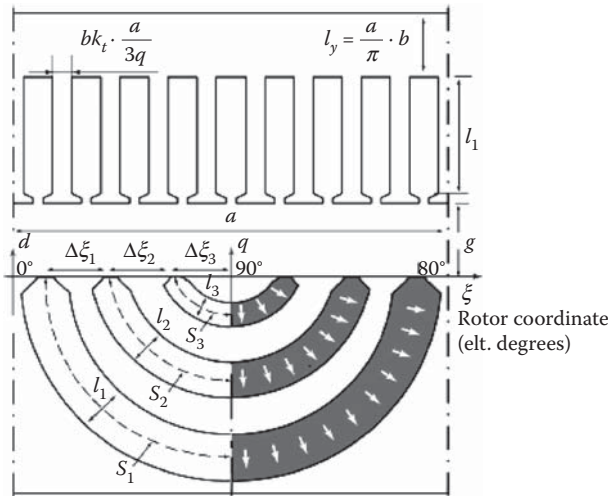 bk_t · a/3q
l_y = a/π · b
l_1
a
g
d
q
Δξ_1
Δξ_2
Δξ_3
0°
90°
80°
ξ
l_3
l_2
l_1
S_3
S_2
S_1
Rotor coordinate
(elt. degrees)